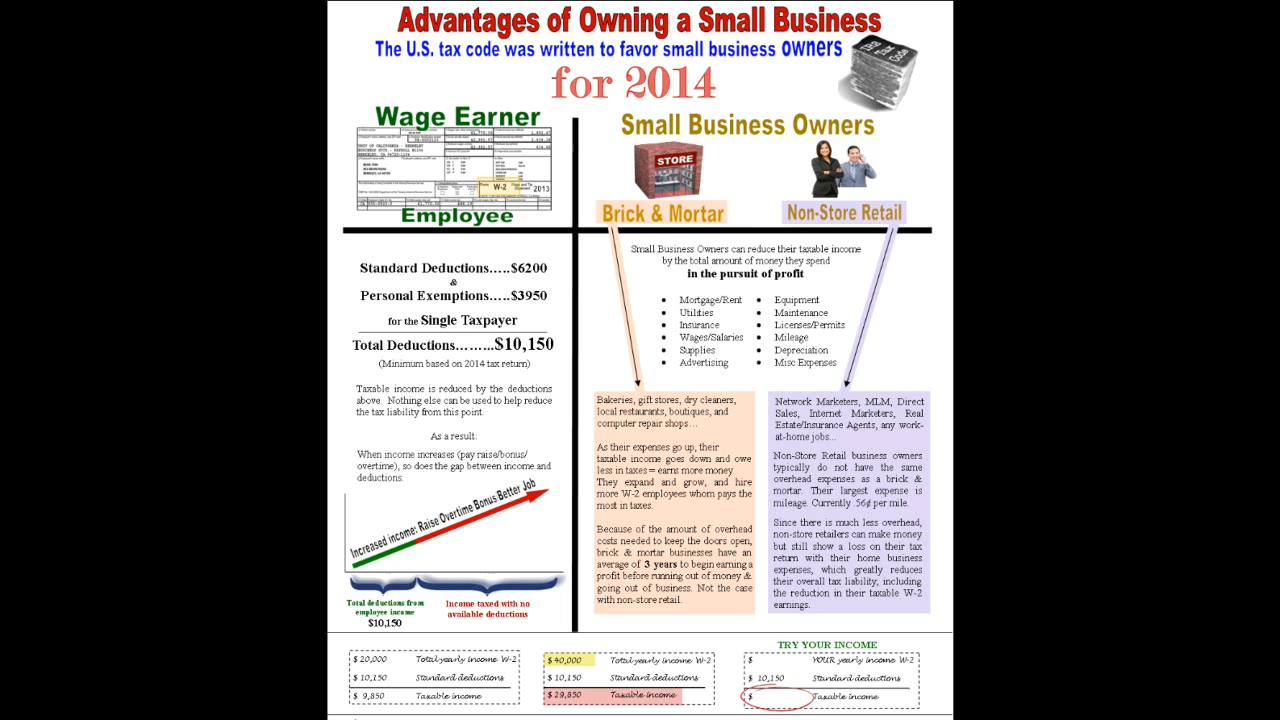 Advantages of Owning a Small Business
The U.S. tax code was written to favor small business owners
IRS
Tax
Code
for 2014
Wage Earner
W-2
2013
Employee
Small Business Owners
STORE
Brick & Mortar
Non-Store Retail
Standard Deductions.....$6200
&
Personal Exemptions.....$3950
for the Single Taxpayer
Total Deductions.........$10,150
(Minimum based on 2014 tax return)
Taxable income is reduced by the deductions
above. Nothing else can be used to help reduce
the tax liability from this point.
As a result:
When income increases (pay raise/bonus/
overtime), so does the gap between income and
deductions.
Increased income: Raise Overtime Bonus Better Job
Total deductions from
employee income
$10,150
Income taxed with no
available deductions
Small Business Owners can reduce their taxable income
by the total amount of money they spend
in the pursuit of profit
• Mortgage/Rent
• Utilities
• Insurance
• Wages/Salaries
• Supplies
• Advertising
• Equipment
• Maintenance
• Licenses/Permits
• Mileage
• Depreciation
• Misc Expenses
Bakeries, gift stores, dry cleaners,
local restaurants, boutiques, and
computer repair shops…
As their expenses go up, their
taxable income goes down and owe
less in taxes = earns more money.
They expand and grow, and hire
more W-2 employees whom pays the
most in taxes.
Because of the amount of overhead
costs needed to keep the doors open,
brick & mortar businesses have an
average of 3 years to begin earning a
profit before running out of money &
going out of business. Not the case
with non-store retail.
Network Marketers, MLM, Direct
Sales, Internet Marketers, Real
Estate/Insurance Agents, any work-
at-home jobs...
Non-Store Retail business owners
typically do not have the same
overhead expenses as a brick &
mortar. Their largest expense is
mileage. Currently .56¢ per mile.
Since there is much less overhead,
non-store retailers can make money
but still show a loss on their tax
return with their home business
expenses, which greatly reduces
their overall tax liability; including
the reduction in their taxable W-2
earnings.
$ 20,000 Total yearly income W-2
$ 10,150 Standard deductions
$ 9,850 Taxable income
$ 40,000 Total yearly income W-2
$ 10,150 Standard deductions
$ 29,850 Taxable income
TRY YOUR INCOME
$ YOUR yearly income W-2
$ 10,150 Standard deductions
$ Taxable income